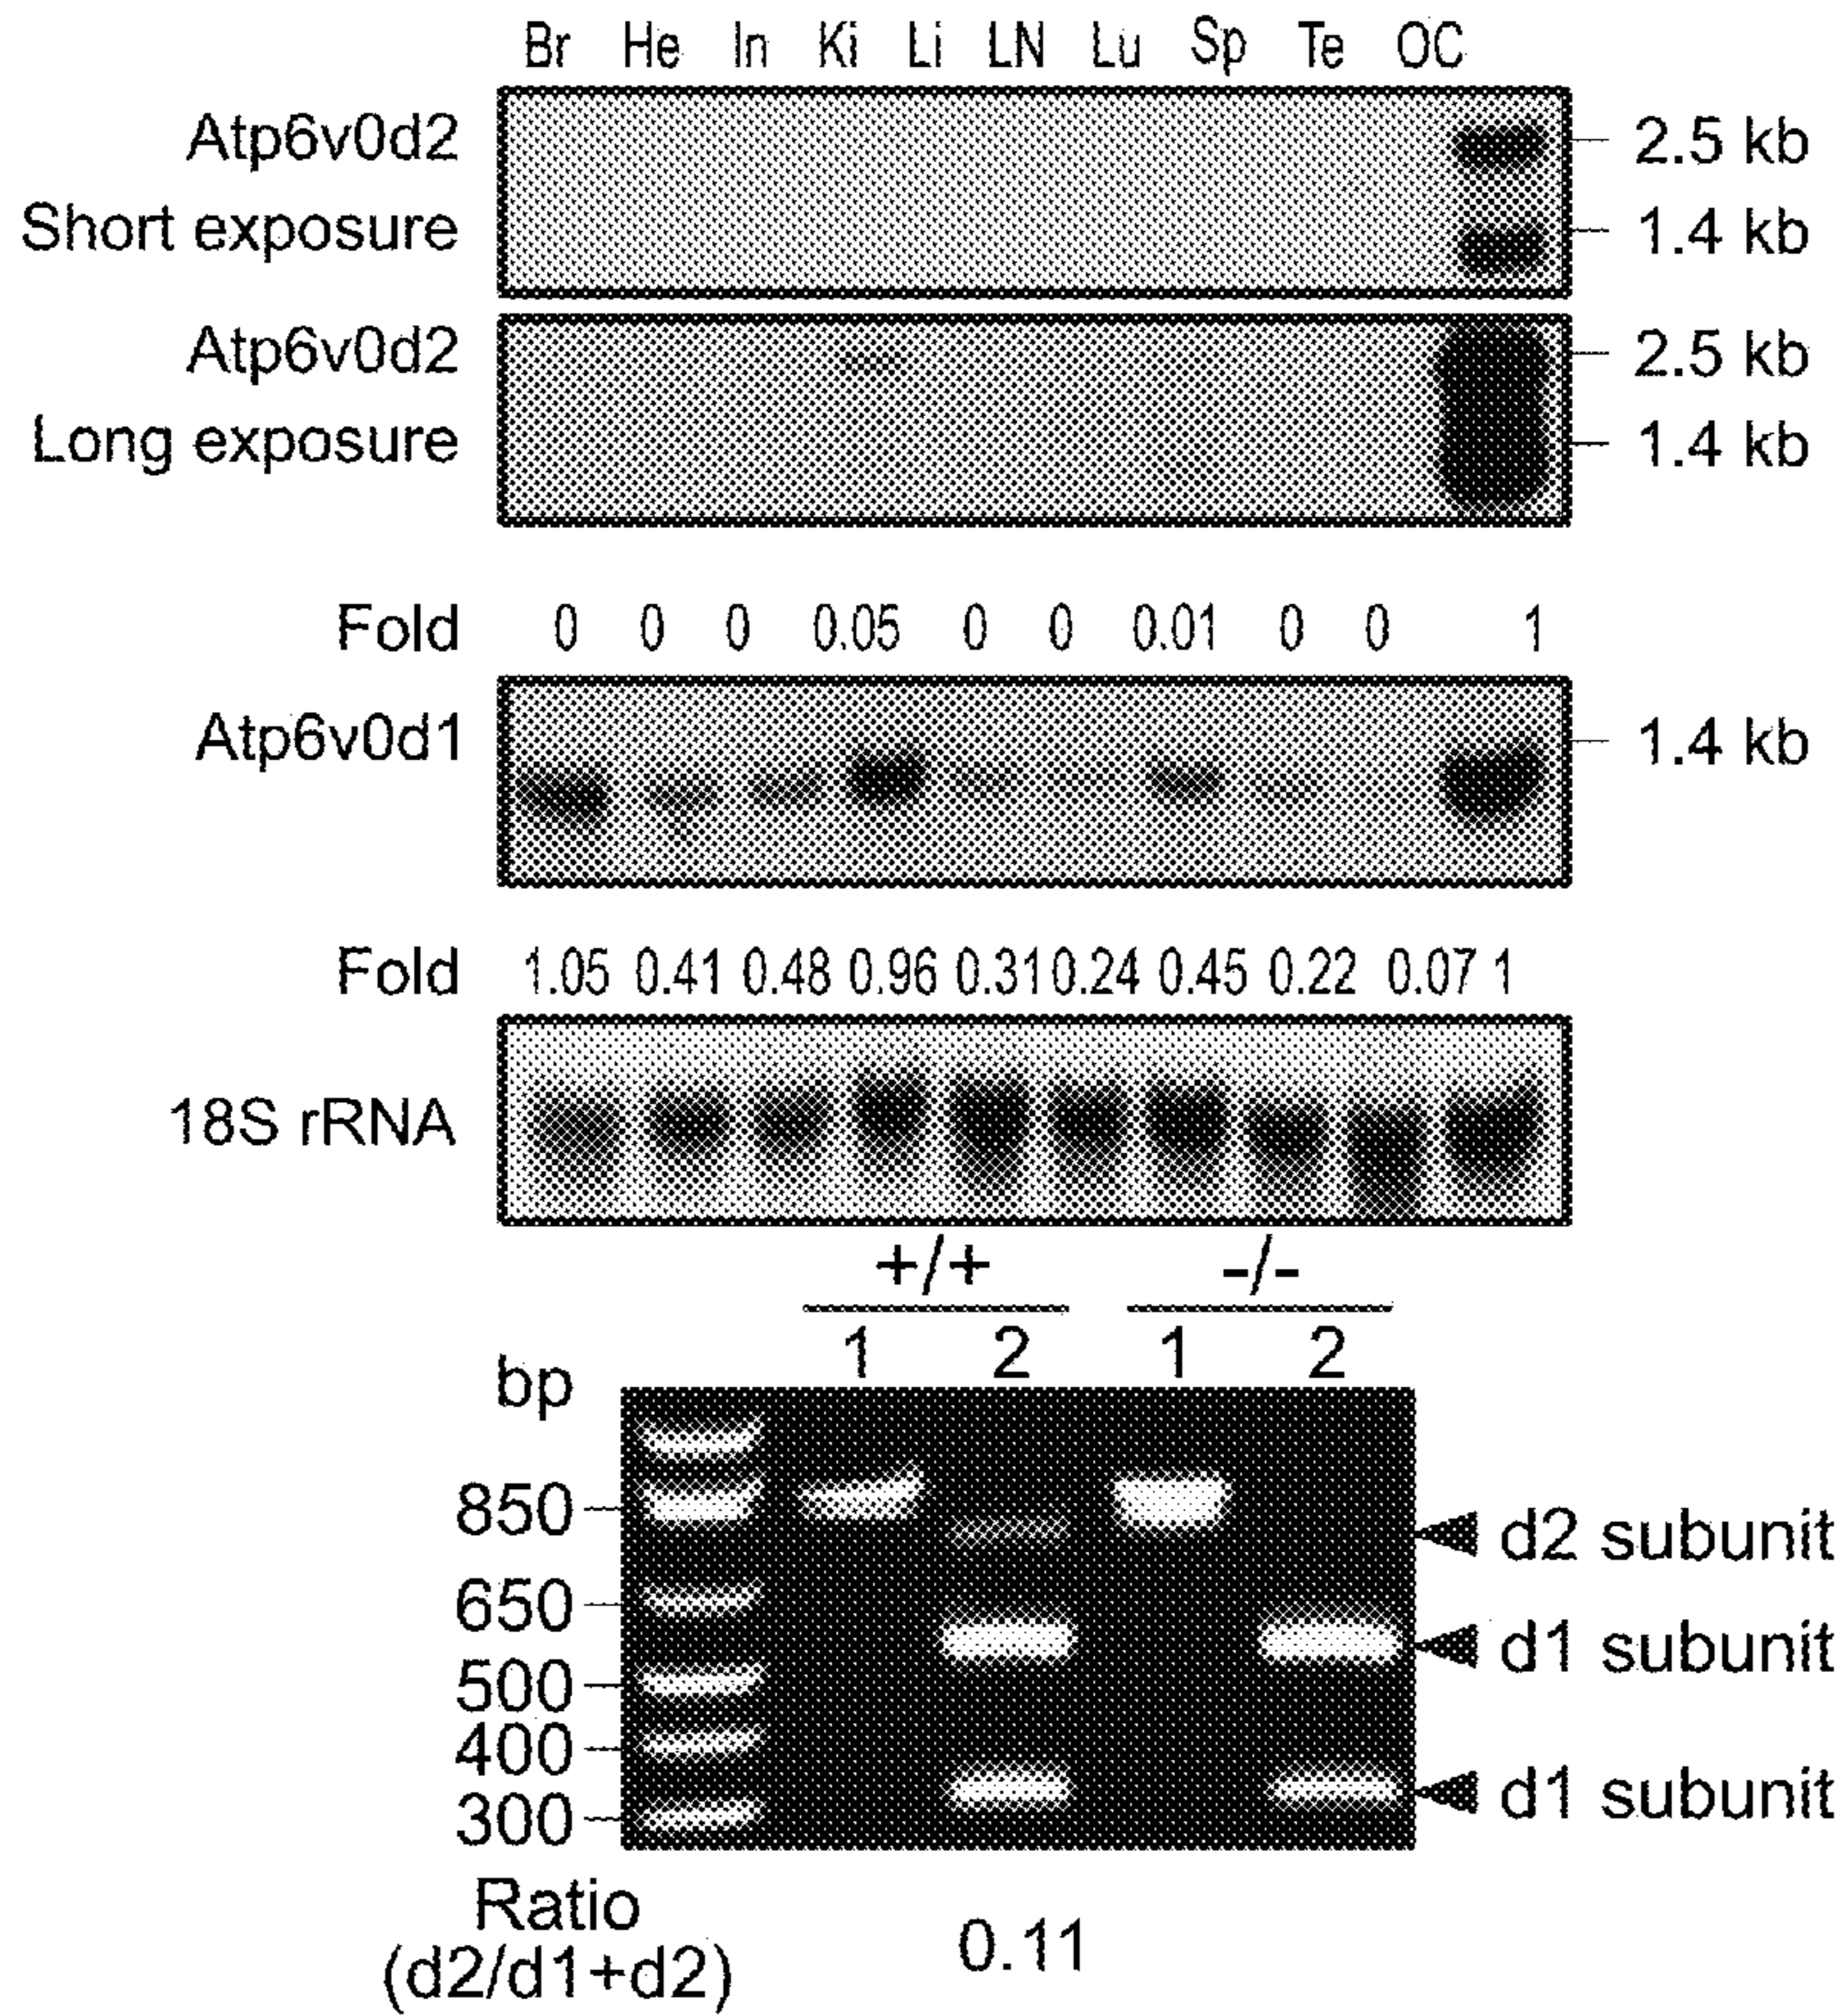 Br He In Ki Li LN Lu Sp Te OC
Atp6v0d2
2.5 kb
Short exposure
1.4 kb
Atp6v0d2
2.5 kb
Long exposure
1.4 kb
Fold 0 0 0 0.05 0 0 0.01 0 0 1
Atp6v0d1
1.4 kb
Fold 1.05 0.41 0.48 0.96 0.31 0.24 0.45 0.22 0.07 1
18S rRNA
+/+ -/-
1 2 1 2
bp
850
d2 subunit
650
d1 subunit
500
400
d1 subunit
300
Ratio
(d2/d1+d2)
0.11